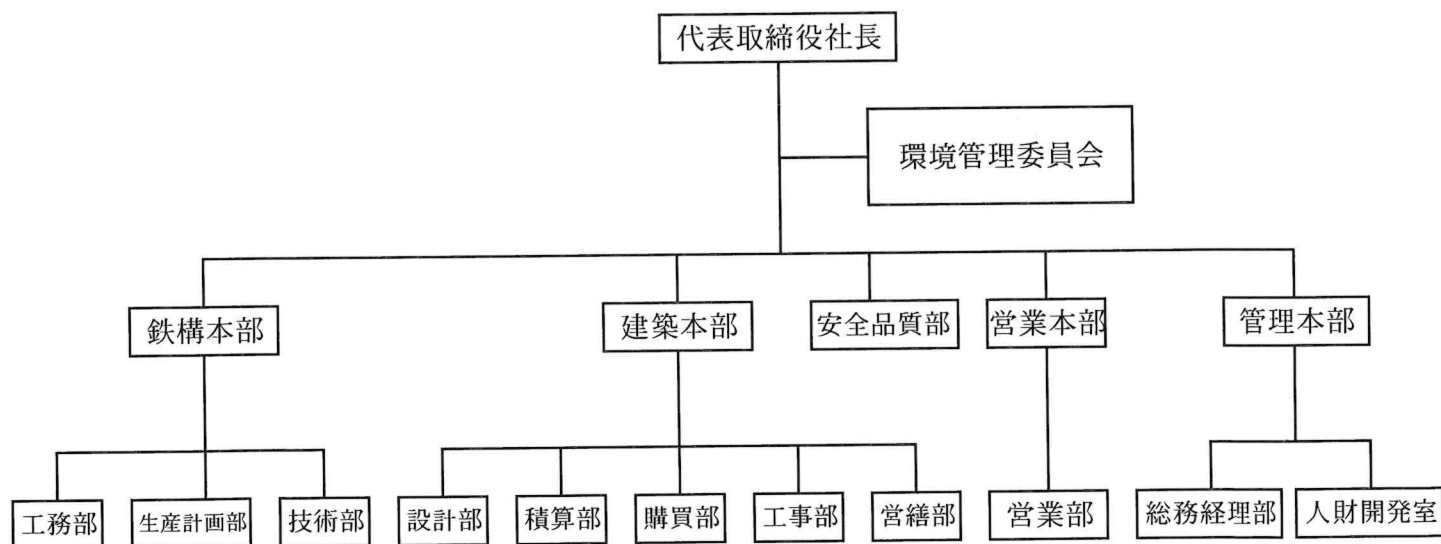 代表取締役社長
環境管理委員会
鉄構本部
建築本部
安全品質部
営業本部
管理本部
工務部
生産計画部
技術部
設計部
積算部
購買部
工事部
営繕部
営業部
総務経理部
人財開発室